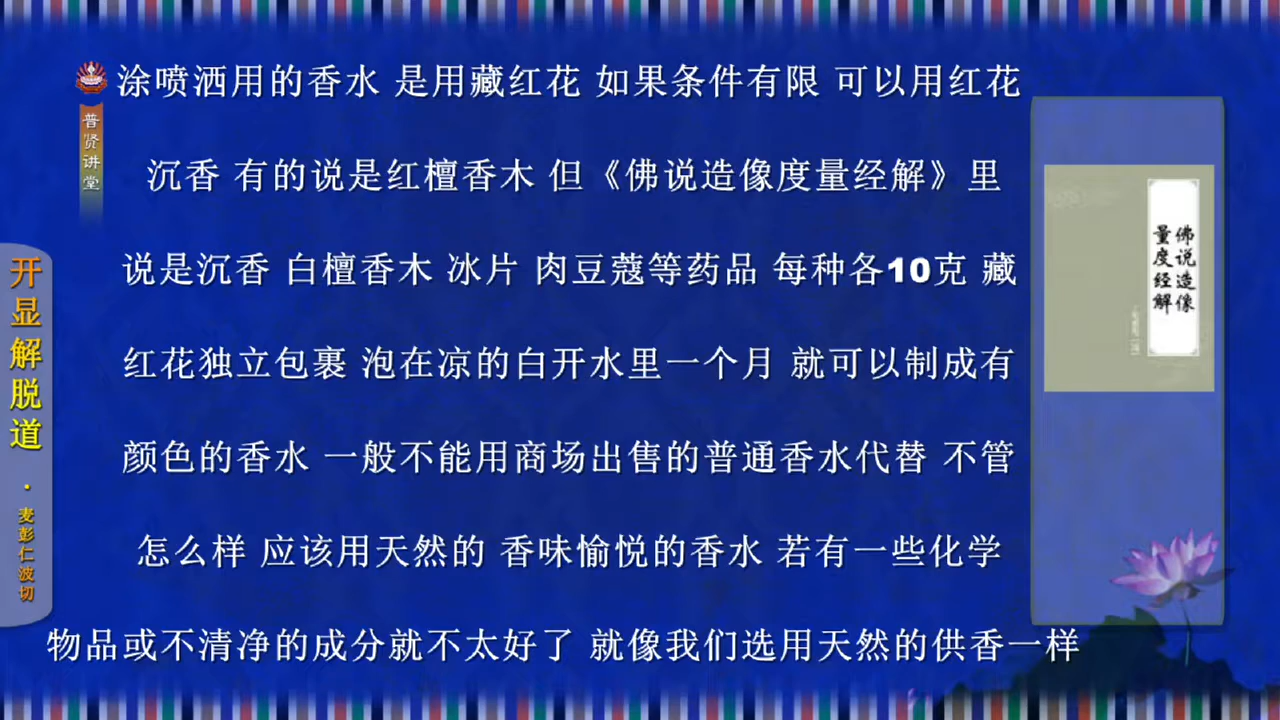 涂喷洒用的香水 是用藏红花 如果条件有限 可以用红花
沉香 有的说是红檀香木 但《佛说造像度量经解》里
说是沉香 白檀香木 冰片 肉豆蔻等药品 每种各10克 藏
红花独立包裹 泡在凉的白开水里一个月 就可以制成有
颜色的香水 一般不能用商场出售的普通香水代替 不管
怎么样 应该用天然的 香味愉悦的香水 若有一些化学
物品或不清净的成分就不太好了 就像我们选用天然的供香一样
普贤讲堂
开显解脱道
·麦彭仁波切
佛说造像
量度经解